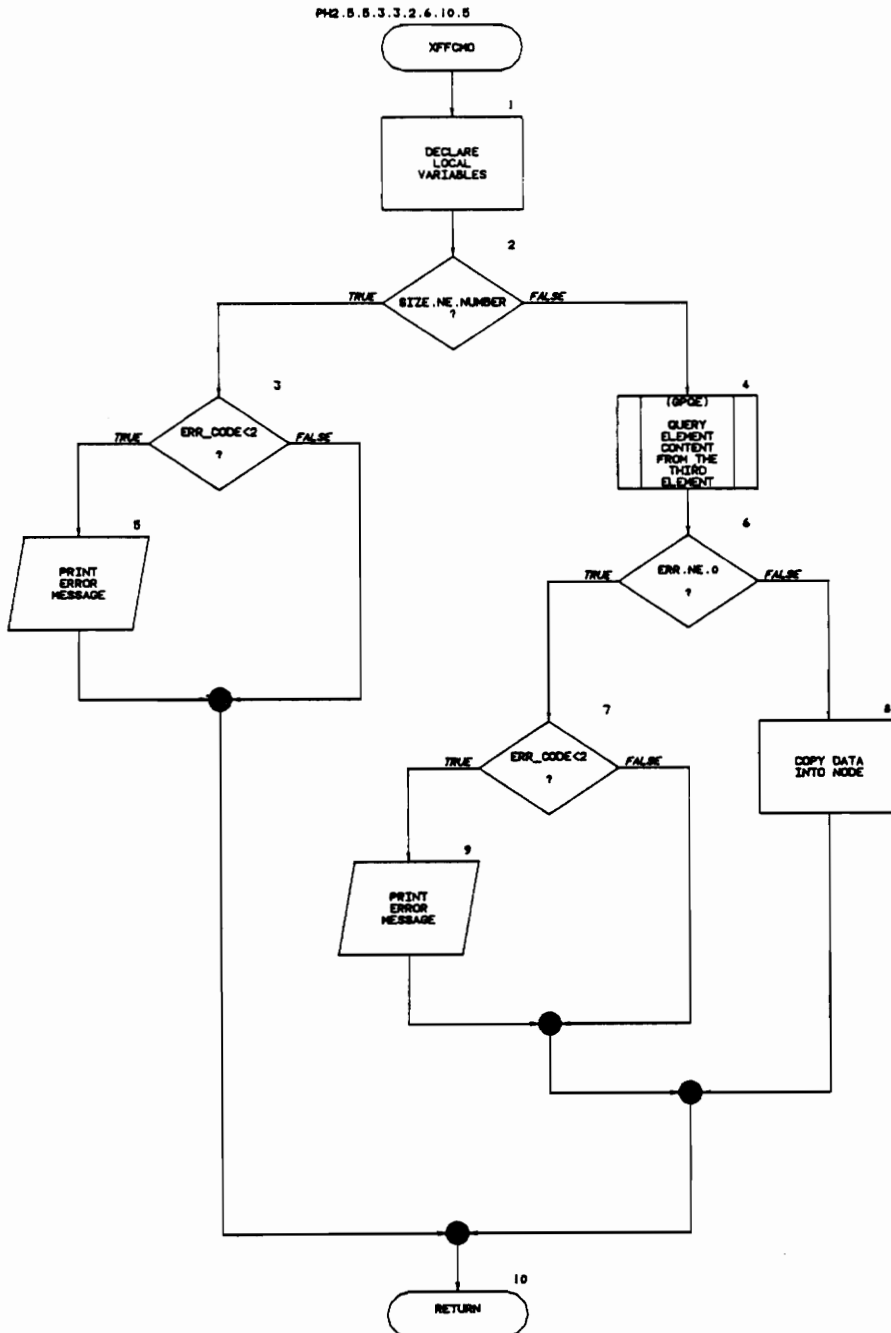 PH2.5.5.3.3.2.6.10.5
XFFCMO
1
DECLARE
LOCAL
VARIABLES
2
TRUE
SIZE.NE.NUMBER
?
FALSE
3
TRUE
ERR_CODE<2
?
FALSE
4
(GPQE)
QUERY
ELEMENT
CONTENT
FROM THE
THIRD
ELEMENT
5
PRINT
ERROR
MESSAGE
6
TRUE
ERR.NE.0
?
FALSE
7
TRUE
ERR_CODE<2
?
FALSE
8
COPY DATA
INTO NODE
9
PRINT
ERROR
MESSAGE
10
RETURN